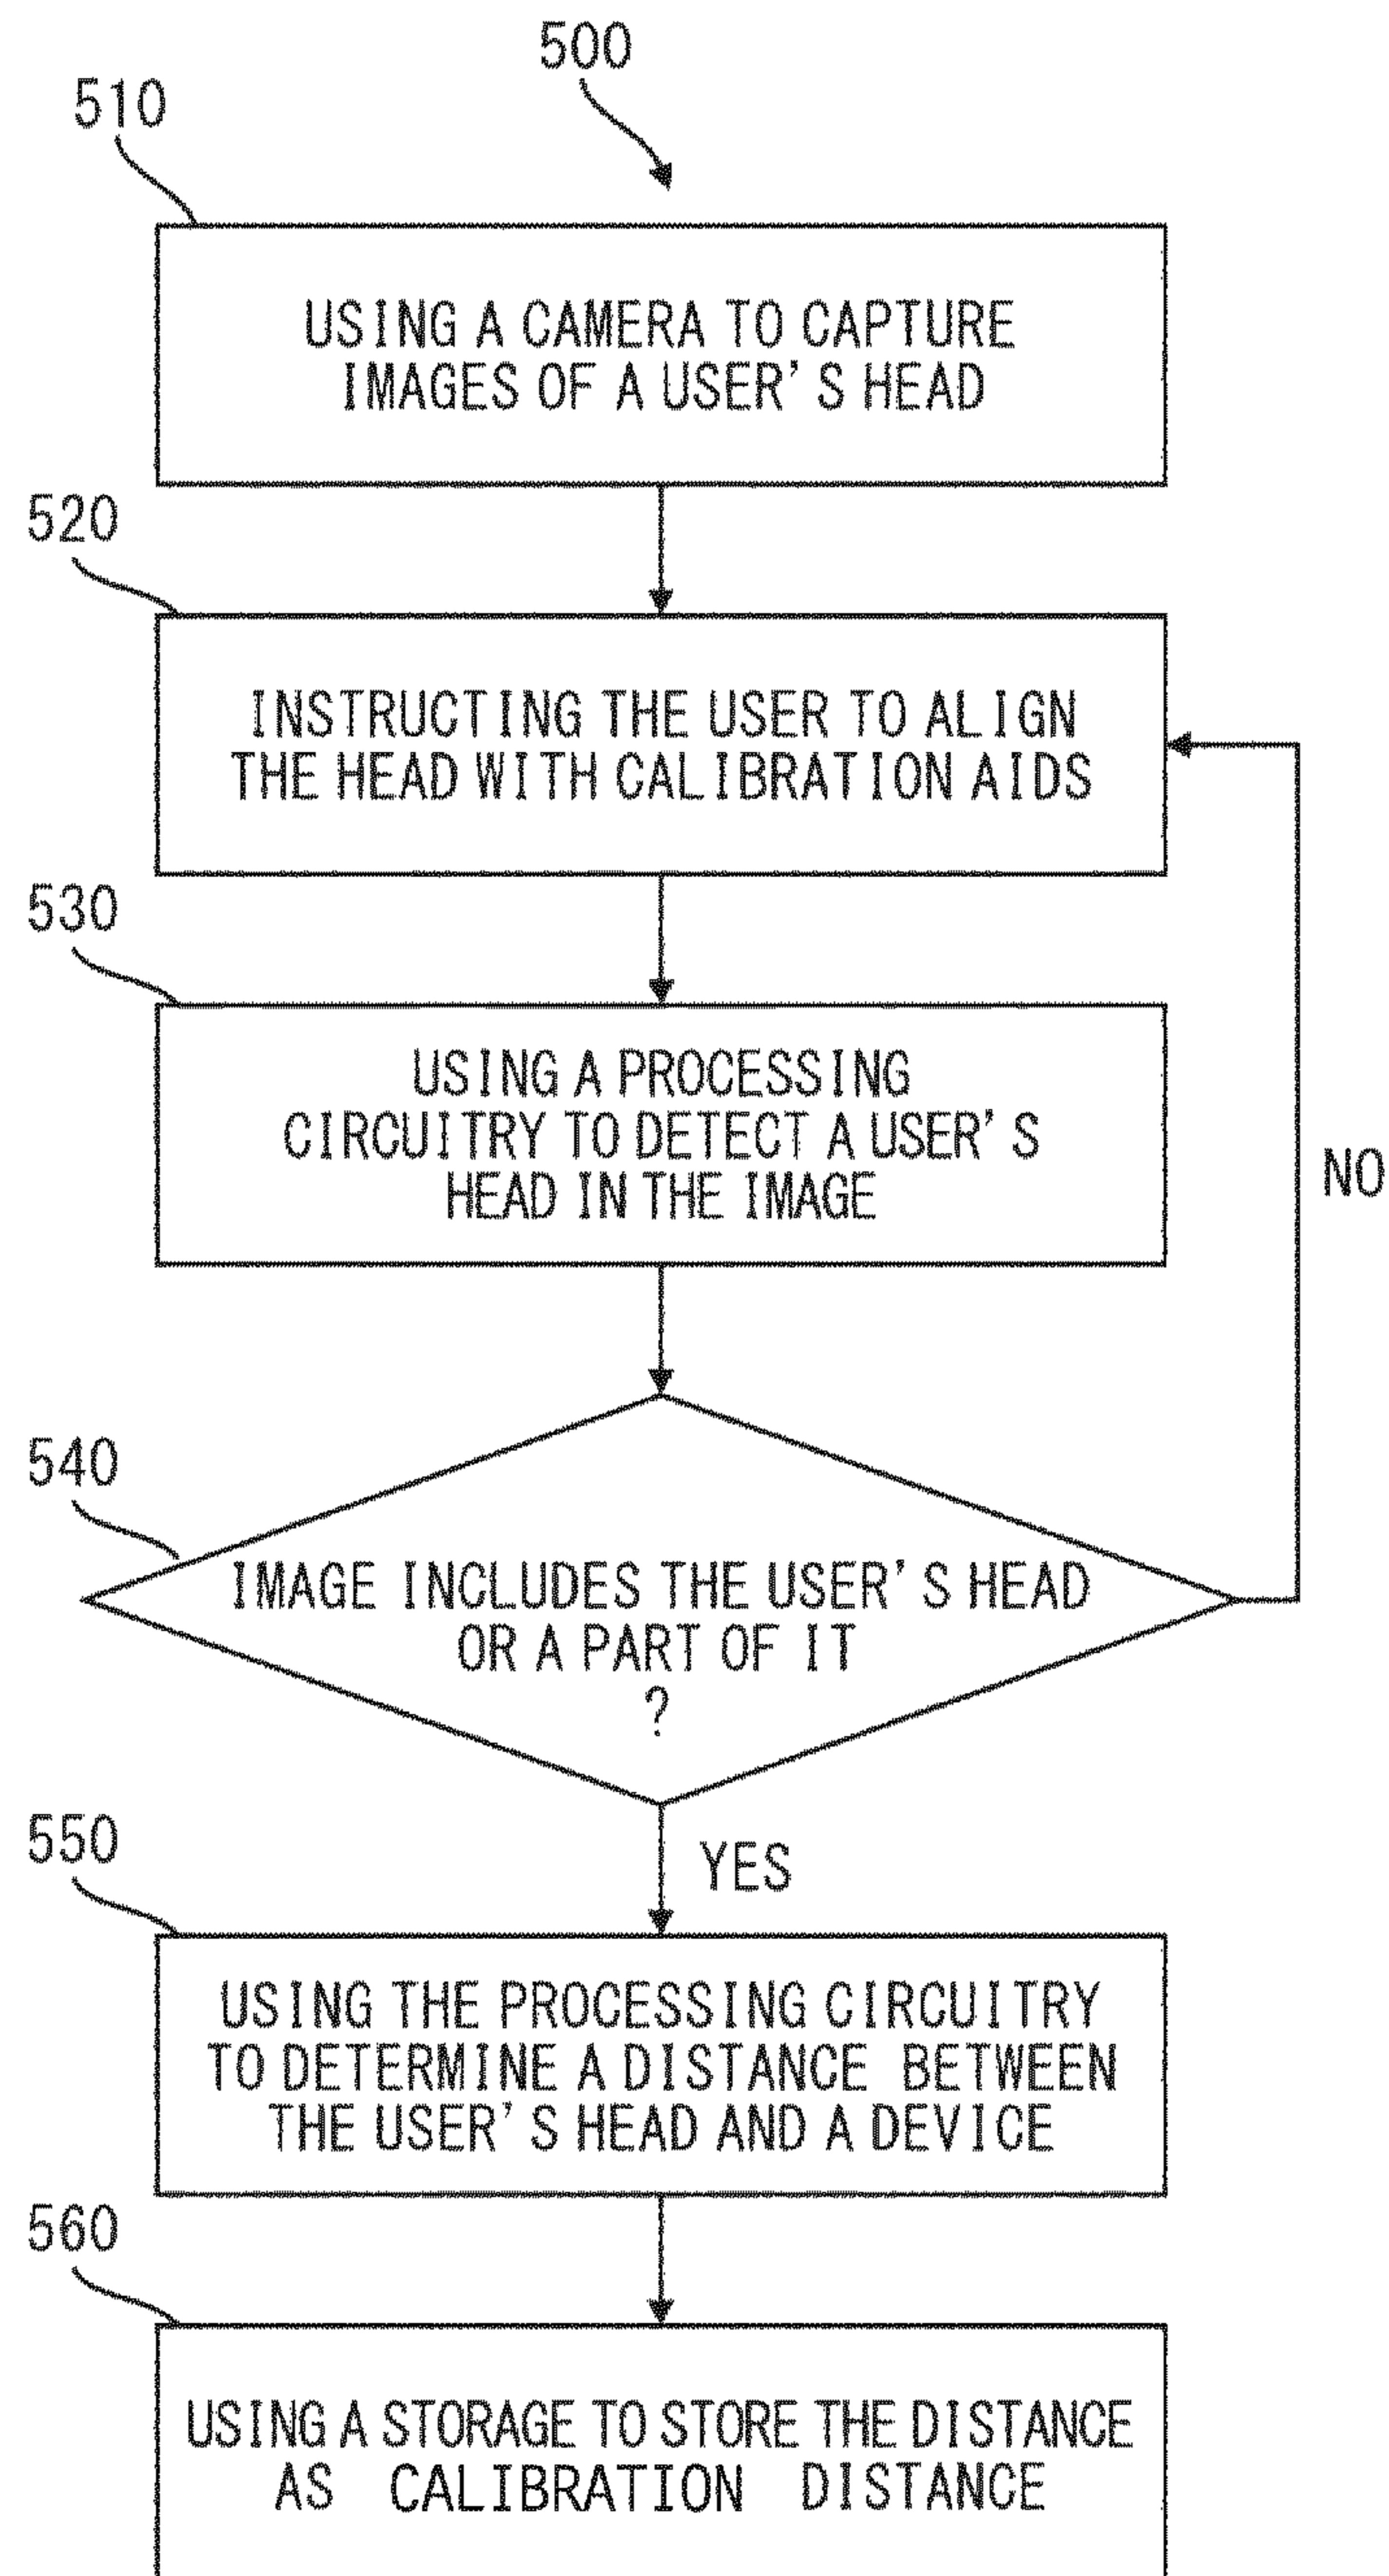 500
510
USING A CAMERA TO CAPTURE
IMAGES OF A USER'S HEAD
520
INSTRUCTING THE USER TO ALIGN
THE HEAD WITH CALIBRATION AIDS
530
USING A PROCESSING
CIRCUITRY TO DETECT A USER'S
HEAD IN THE IMAGE
NO
540
IMAGE INCLUDES THE USER'S HEAD
OR A PART OF IT
?
YES
550
USING THE PROCESSING CIRCUITRY
TO DETERMINE A DISTANCE BETWEEN
THE USER'S HEAD AND A DEVICE
560
USING A STORAGE TO STORE THE DISTANCE
AS CALIBRATION DISTANCE